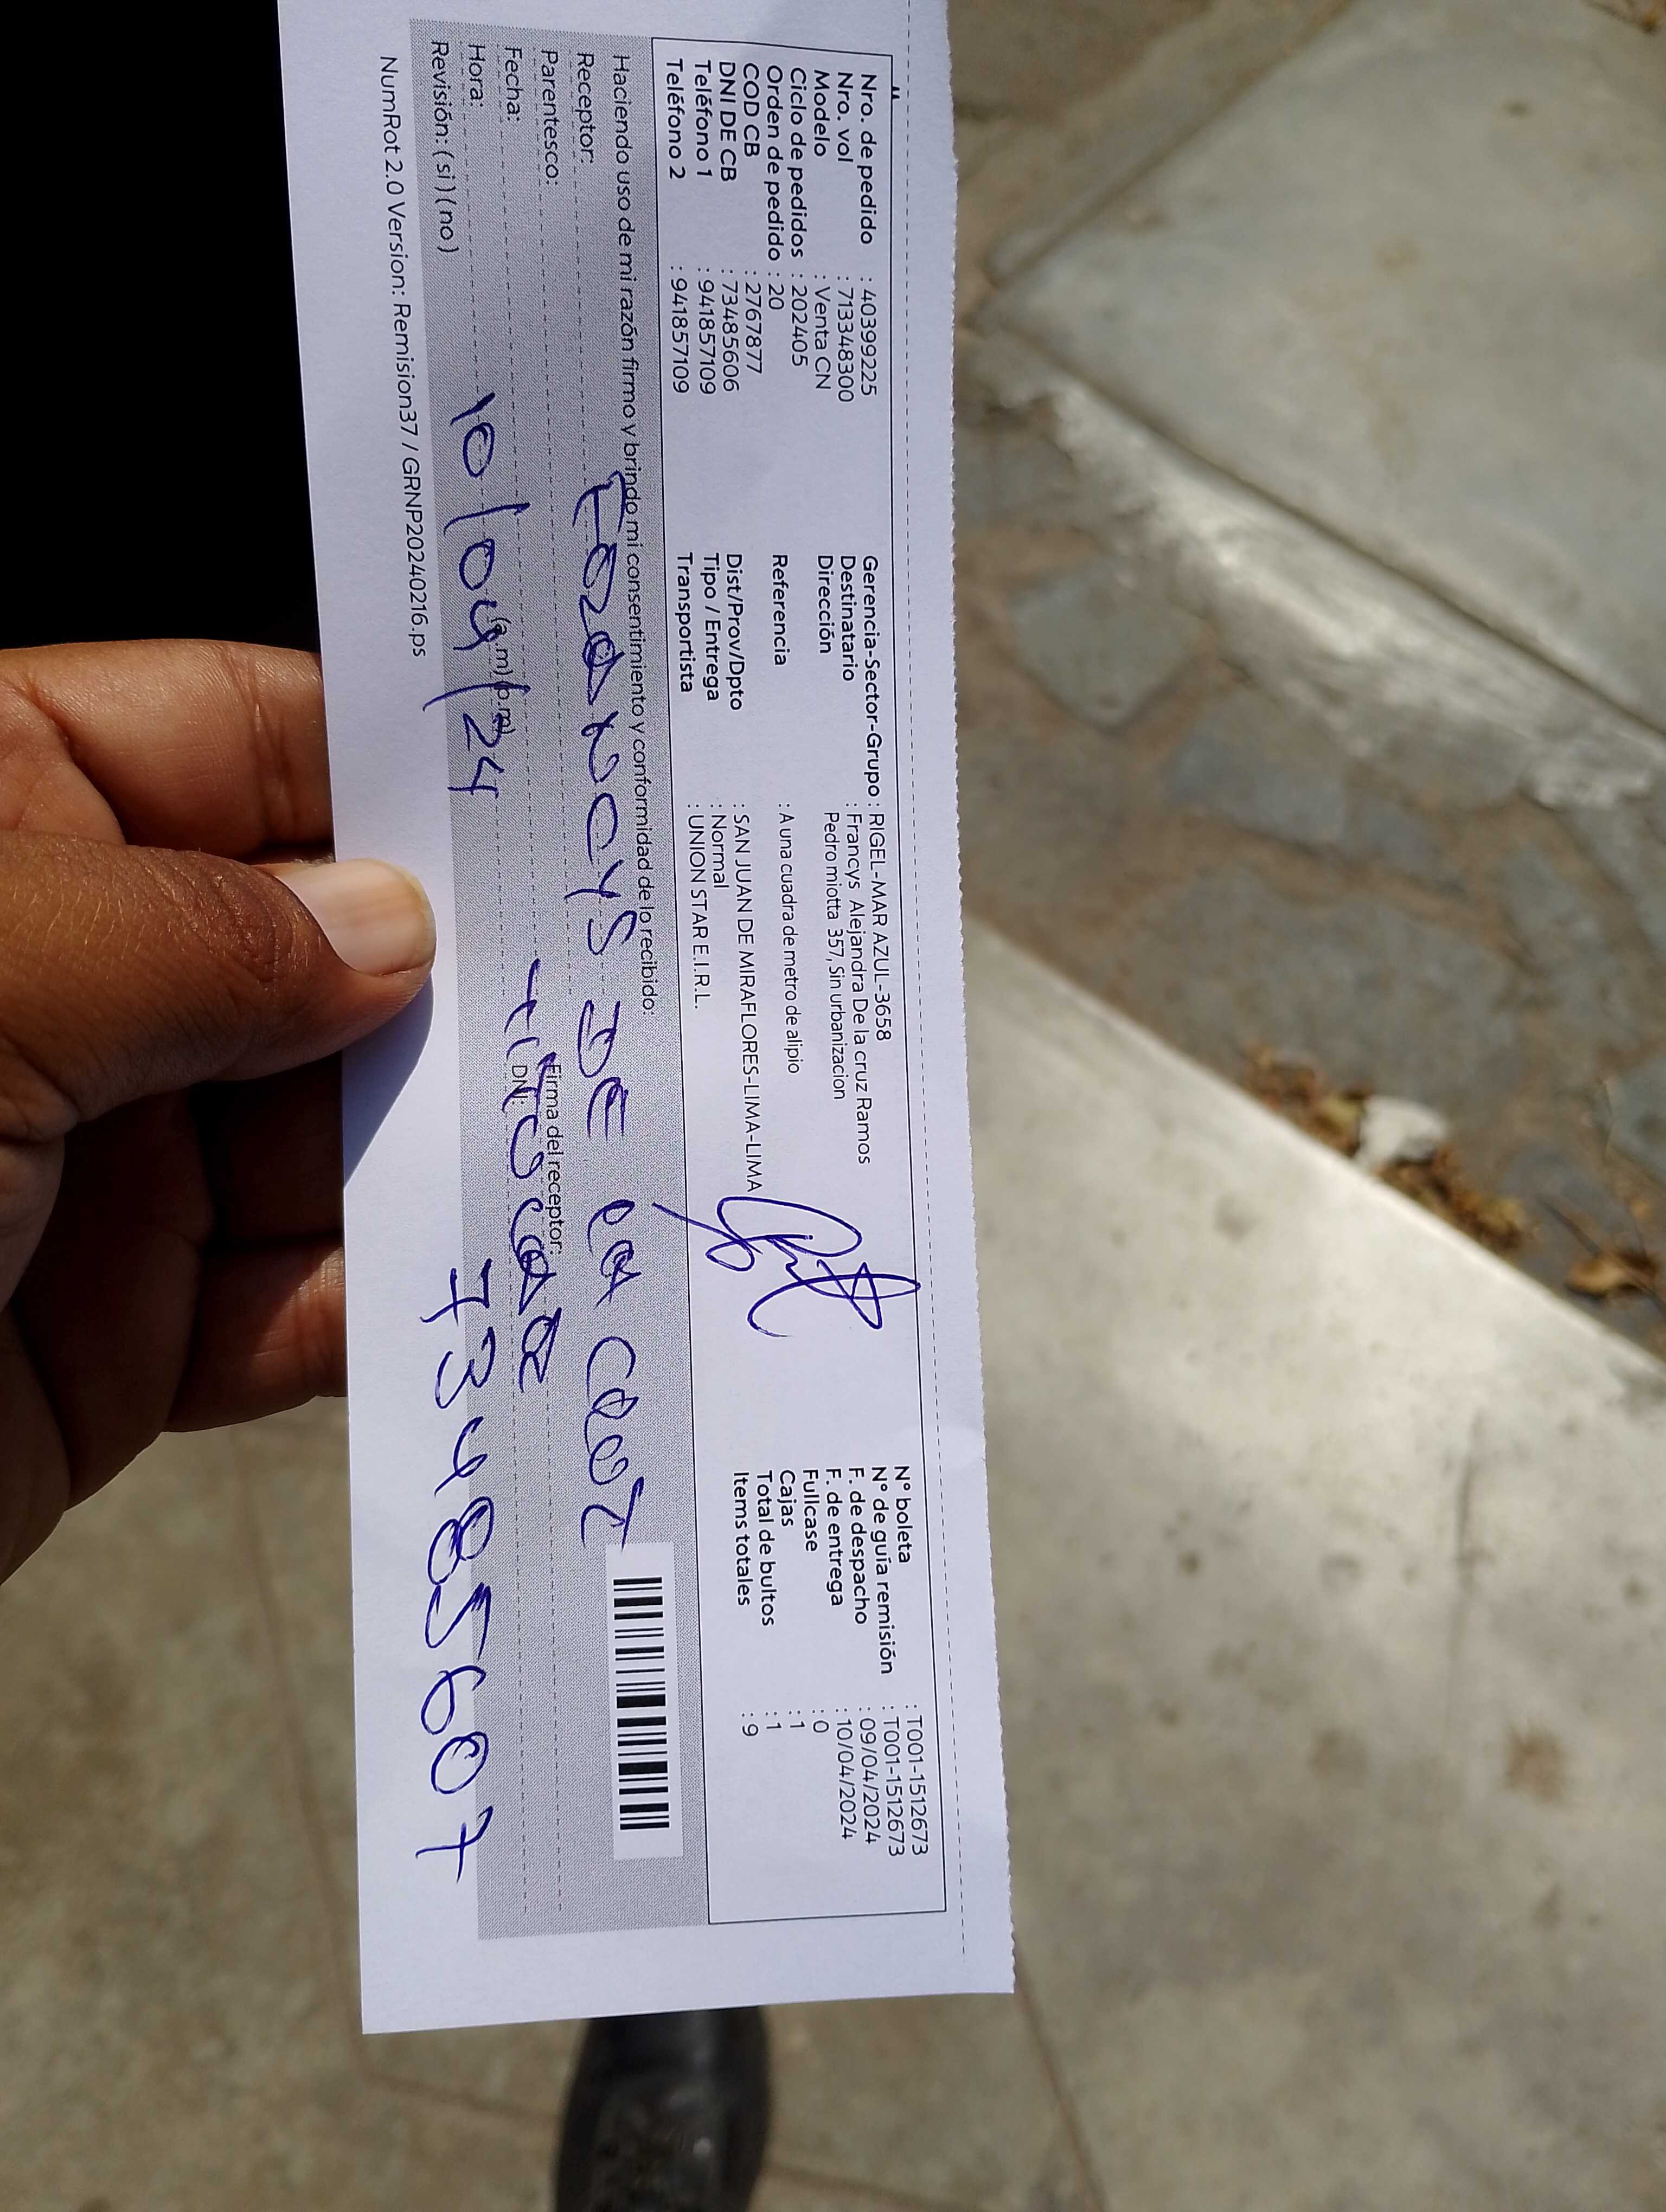 Nro. de pedido : 40399225
Nro. vol : 713348300
Modelo : Venta CN
Ciclo de pedidos : 202405
Orden de pedido : 20
COD CB : 2767877
DNI DE CB : 73485606
Teléfono 1 : 941857109
Teléfono 2 : 941857109
Gerencia-Sector-Grupo : RIGEL-MAR AZUL-3658
Destinatario : Francys Alejandra De la cruz Ramos
Dirección Pedro miotta 357, Sin urbanizacion
Referencia : A una cuadra de metro de alipio
Dist/Prov/Dpto : SAN JUAN DE MIRAFLORES-LIMA-LIMA
Tipo / Entrega : Normal
Transportista : UNION STAR E.I.R.L.
N° boleta : T001-1512673
N° de guía remisión : T001-1512673
F. de despacho : 09/04/2024
F. de entrega : 10/04/2024
Fullcase : 0
Cajas : 1
Total de bultos : 1
Items totales : 9
Haciendo uso de mi razón firmo y brindo mi consentimiento y conformidad de lo recibido:
Receptor: FRANCYS DE LA CRUZ
Parentesco: Firma del receptor:
Fecha: DNI:
Hora: (a.m) (p.m)
10/04/24 73485607
Revisión: ( si ) ( no )
NumRot 2.0 Version: Remision37 / GRNP20240216.ps